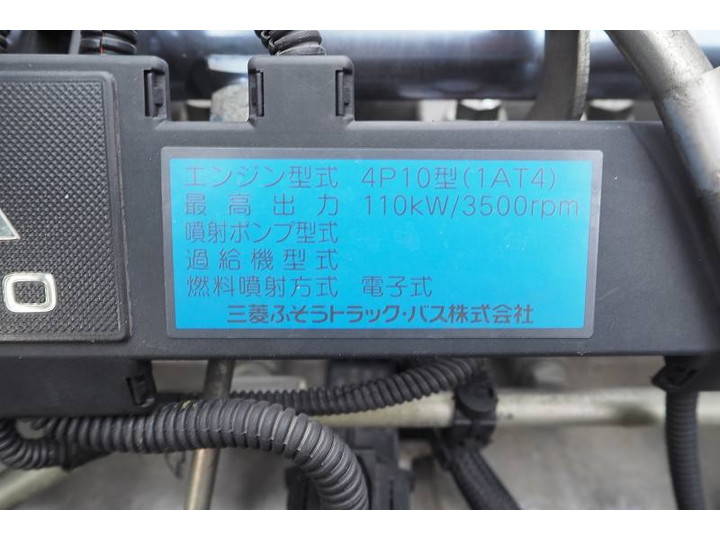 エンジン型式 4P10型(1AT4)
最高出力 110kW/3500rpm
噴射ポンプ型式
過給機型式
燃料噴射方式 電子式
三菱ふそうトラック・バス株式会社
O